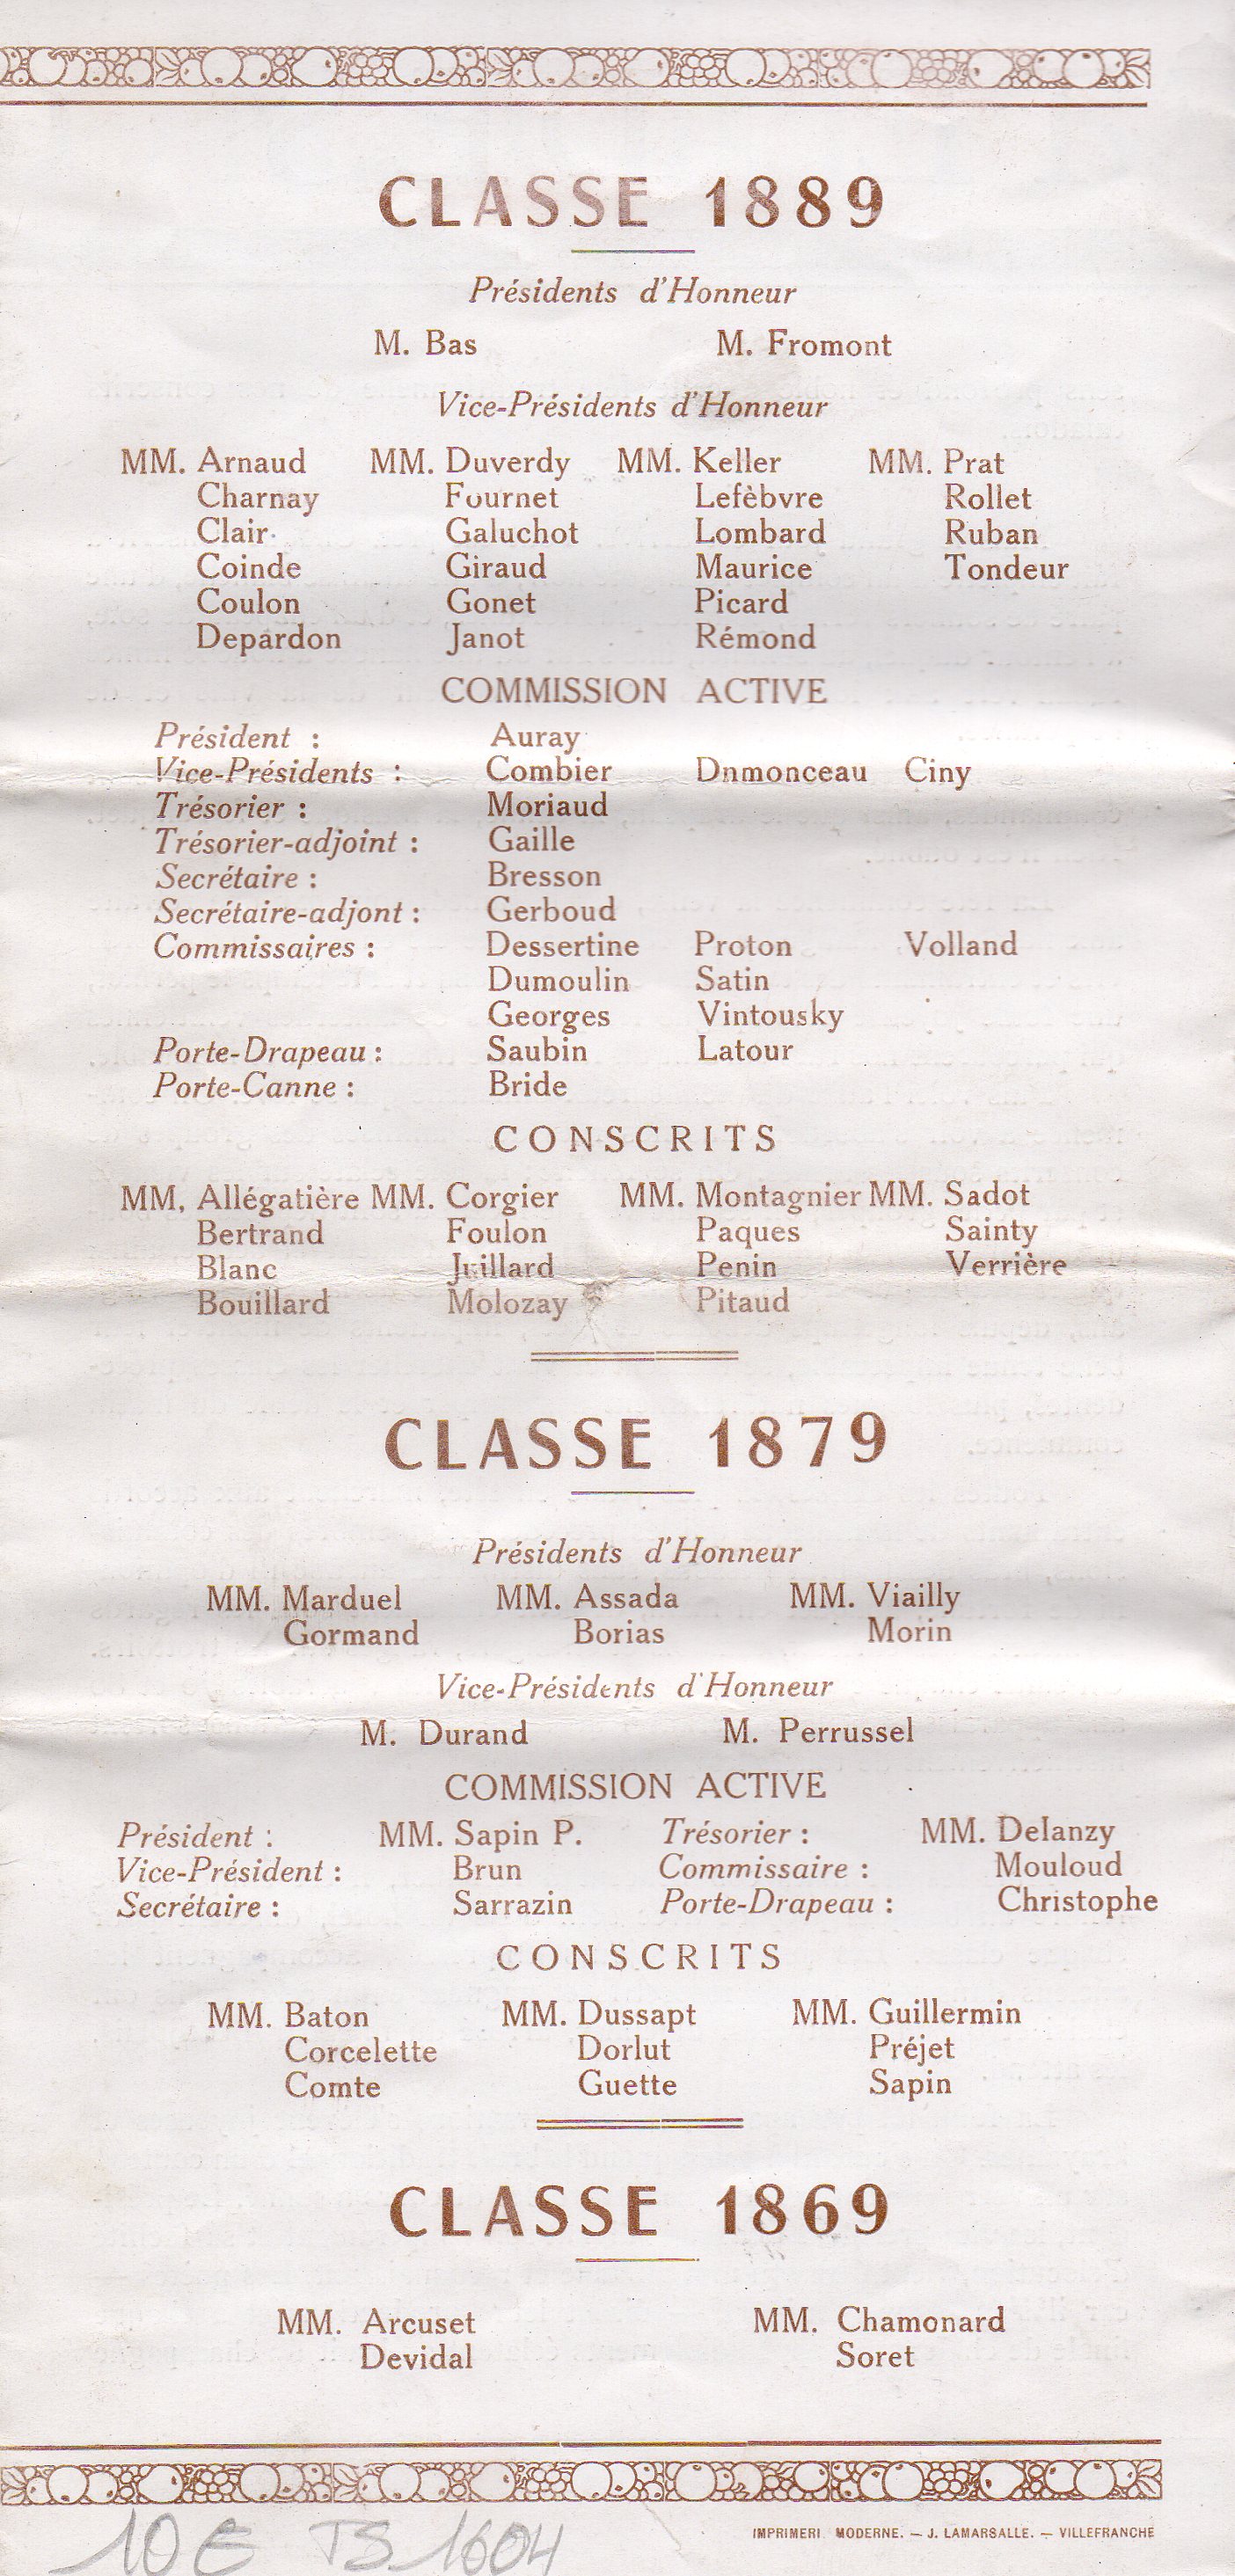 CLASSE 1889
Présidents d'Honneur
M. Bas M. Fromont
Vice-Présidents d'Honneur
MM. Arnaud MM. Duverdy MM. Keller MM. Prat
Charnay Fournet Lefèbvre Rollet
Clair Galuchot Lombard Ruban
Coinde Giraud Maurice Tondeur
Coulon Gonet Picard
Depardon Janot Rémond
COMMISSION ACTIVE
Président : Auray
Vice-Présidents : Combier Dnmonceau Ciny
Trésorier : Moriaud
Trésorier-adjoint : Gaille
Secrétaire : Bresson
Secrétaire-adjont : Gerboud
Commissaires : Dessertine Proton Volland
Dumoulin Satin
Georges Vintousky
Porte-Drapeau : Saubin Latour
Porte-Canne : Bride
CONSCRITS
MM, Allégatière MM. Corgier MM. Montagnier MM. Sadot
Bertrand Foulon Paques Sainty
Blanc Juillard Penin Verrière
Bouillard Molozay Pitaud
CLASSE 1879
Présidents d'Honneur
MM. Marduel MM. Assada MM. Viailly
Gormand Borias Morin
Vice-Présidents d'Honneur
M. Durand M. Perrussel
COMMISSION ACTIVE
Président : MM. Sapin P. Trésorier : MM. Delanzy
Vice-Président : Brun Commissaire : Mouloud
Secrétaire : Sarrazin Porte-Drapeau : Christophe
CONSCRITS
MM. Baton MM. Dussapt MM. Guillermin
Corcelette Dorlut Préjet
Comte Guette Sapin
CLASSE 1869
MM. Arcuset MM. Chamonard
Devidal Soret
10 € TS 1604
IMPRIMERI MODERNE. — J. LAMARSALLE. — VILLEFRANCHE